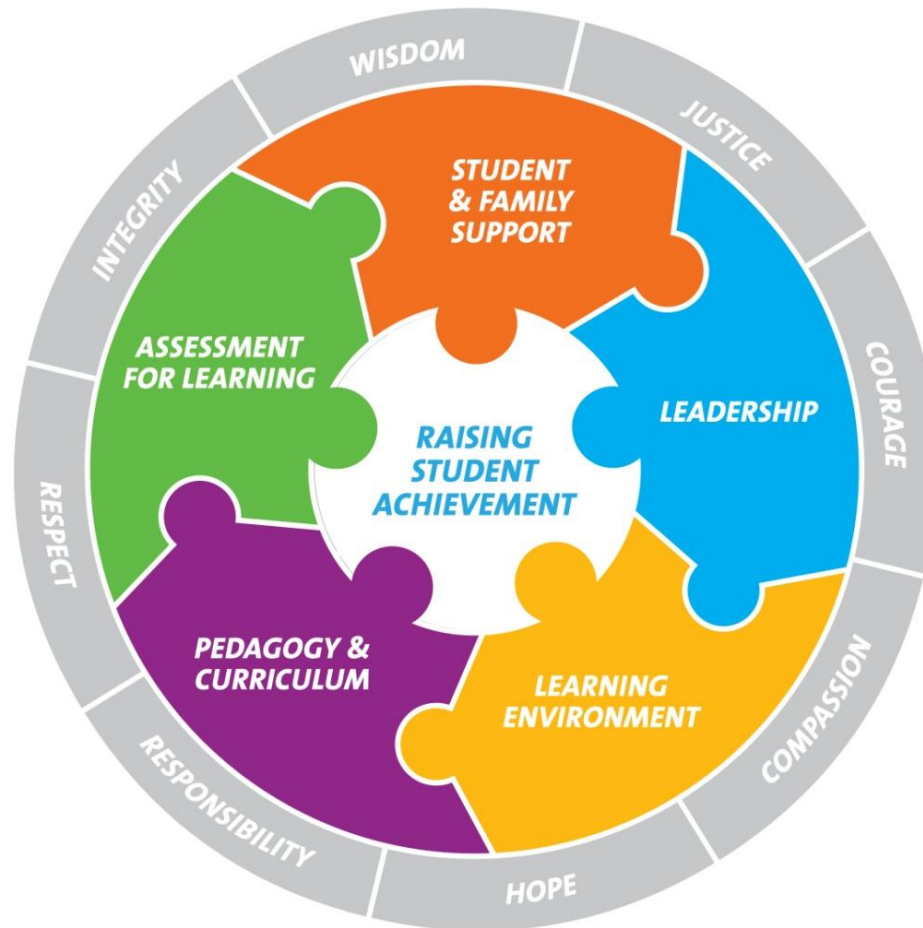 WISDOM
JUSTICE
COURAGE
COMPASSION
HOPE
RESPONSIBILITY
RESPECT
INTEGRITY
STUDENT
& FAMILY
SUPPORT
LEADERSHIP
LEARNING
ENVIRONMENT
PEDAGOGY &
CURRICULUM
ASSESSMENT
FOR LEARNING
RAISING
STUDENT
ACHIEVEMENT